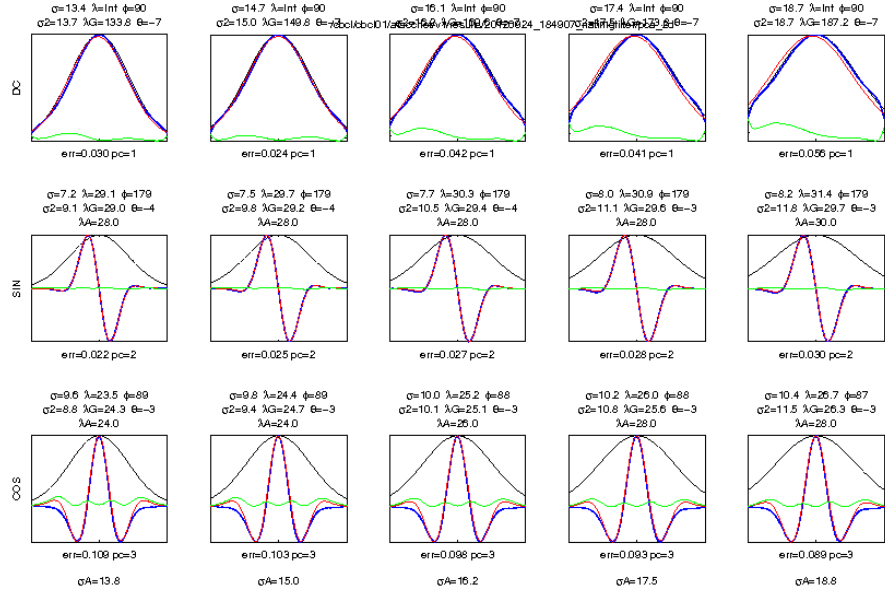 σ=13.4 λ=Inf ϕ=90
σ2=13.7 λG=133.8 θ=-7
σ=14.7 λ=Inf ϕ=90
σ2=15.0 λG=149.8
σ=16.1 λ=Inf ϕ=90
σ=17.4 λ=Inf ϕ=90
σ=18.7 λ=Inf ϕ=90
σ2=18.7 λG=187.2 θ=-7
DC
err=0.030 pc=1
err=0.024 pc=1
err=0.042 pc=1
err=0.041 pc=1
err=0.056 pc=1
σ=7.2 λ=29.1 ϕ=179
σ2=9.1 λG=29.0 θ=-4
λA=28.0
σ=7.5 λ=29.7 ϕ=179
σ2=9.8 λG=29.2 θ=-4
λA=28.0
σ=7.7 λ=30.3 ϕ=179
σ2=10.5 λG=29.4 θ=-4
λA=28.0
σ=8.0 λ=30.9 ϕ=179
σ2=11.1 λG=29.6 θ=-3
λA=28.0
σ=8.2 λ=31.4 ϕ=179
σ2=11.8 λG=29.7 θ=-3
λA=30.0
SIN
err=0.022 pc=2
err=0.025 pc=2
err=0.027 pc=2
err=0.028 pc=2
err=0.030 pc=2
σ=9.6 λ=23.5 ϕ=89
σ2=8.8 λG=24.3 θ=-3
λA=24.0
σ=9.8 λ=24.4 ϕ=89
σ2=9.4 λG=24.7 θ=-3
λA=24.0
σ=10.0 λ=25.2 ϕ=88
σ2=10.1 λG=25.1 θ=-3
λA=26.0
σ=10.2 λ=26.0 ϕ=88
σ2=10.8 λG=25.6 θ=-3
λA=28.0
σ=10.4 λ=26.7 ϕ=87
σ2=11.5 λG=26.3 θ=-3
λA=28.0
COS
err=0.109 pc=3
err=0.103 pc=3
err=0.098 pc=3
err=0.093 pc=3
err=0.089 pc=3
σA=13.8
σA=15.0
σA=16.2
σA=17.5
σA=18.8